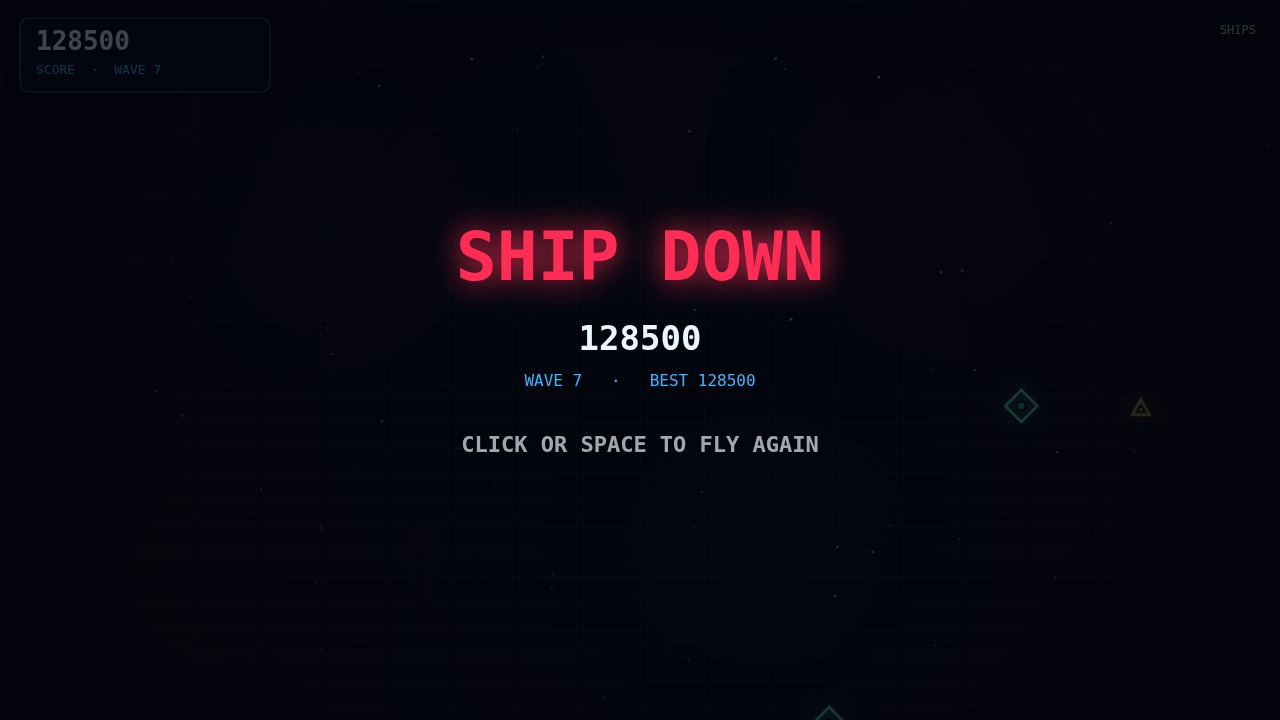 128500
SCORE · WAVE 7
SHIPS
SHIP DOWN
128500
WAVE 7 · BEST 128500
CLICK OR SPACE TO FLY AGAIN